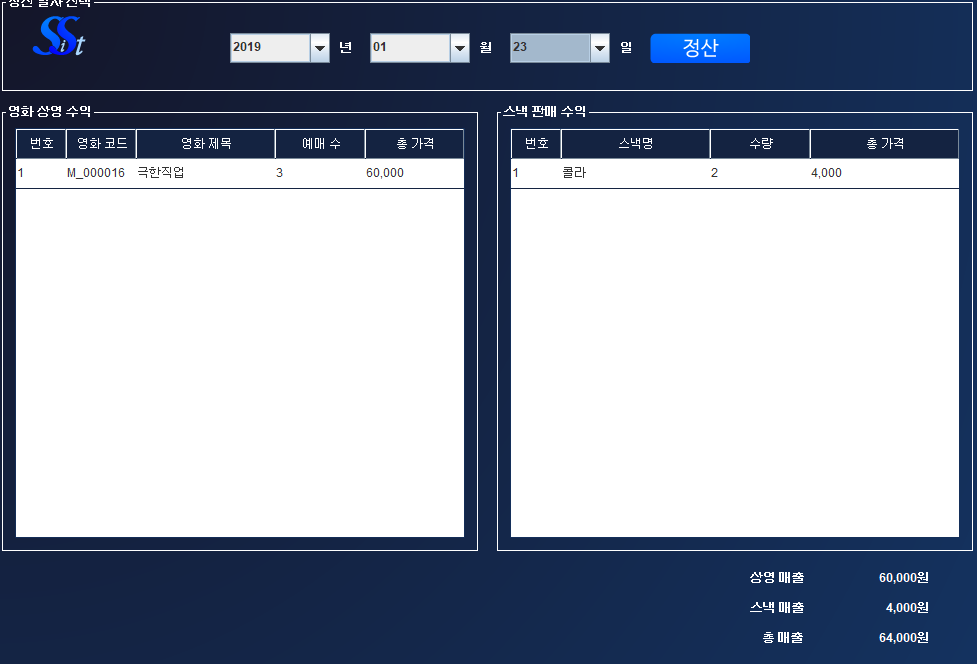 정산 일자 선택
SSit
2019 년 01 월 23 일 정산
영화 상영 수익
번호 영화 코드 영화 제목 예매 수 총 가격
1 M_000016 극한직업 3 60,000
스낵 판매 수익
번호 스낵명 수량 총 가격
1 콜라 2 4,000
상영 매출 60,000원
스낵 매출 4,000원
총 매출 64,000원